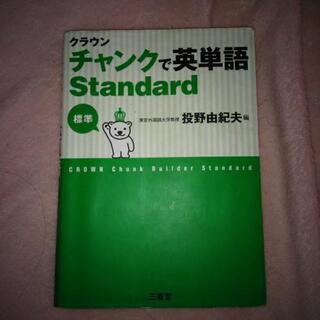 クラウン
チャンクで英単語
Standard
標準
東京外国語大学教授 投野由紀夫 編
CROWN Chunk Builder Standard
三省堂